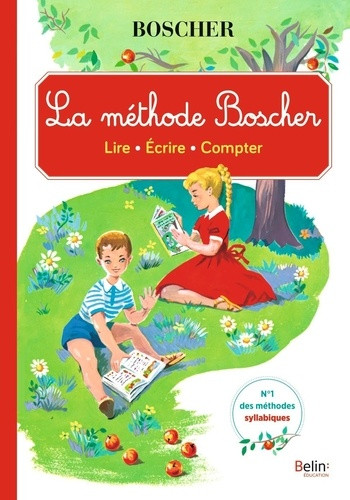 BOSCHER
La méthode Boscher
Lire • Écrire • Compter
N°1
des méthodes
syllabiques
Belin:
ÉDUCATION